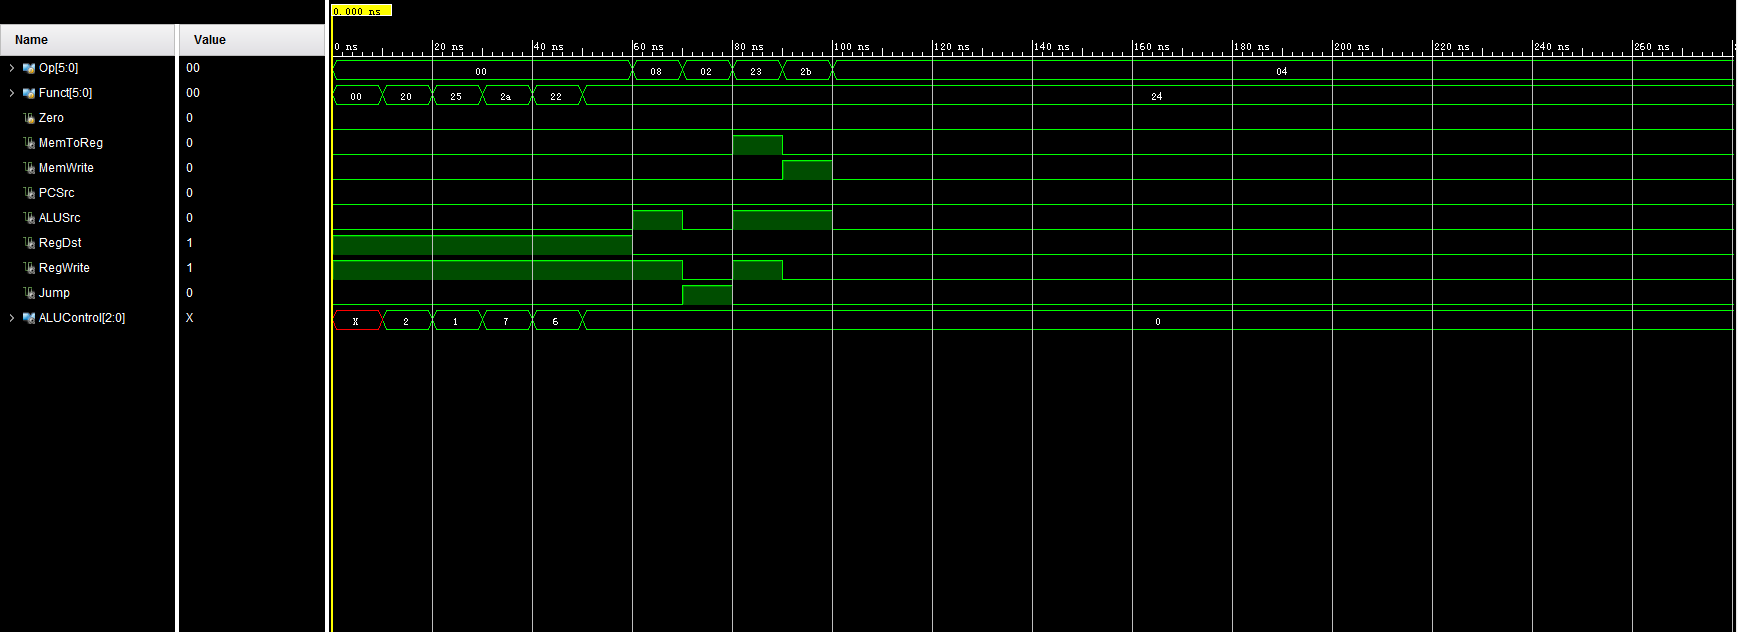 0.000 ns
Name Value
0 ns 20 ns 40 ns 60 ns 80 ns 100 ns 120 ns 140 ns 160 ns 180 ns 200 ns 220 ns 240 ns 260 ns
Op[5:0] 00 00 08 02 23 2b 04
Funct[5:0] 00 00 20 25 2a 22 24
Zero 0
MemToReg 0
MemWrite 0
PCSrc 0
ALUSrc 0
RegDst 1
RegWrite 1
Jump 0
ALUControl[2:0] X X 2 1 7 6 0